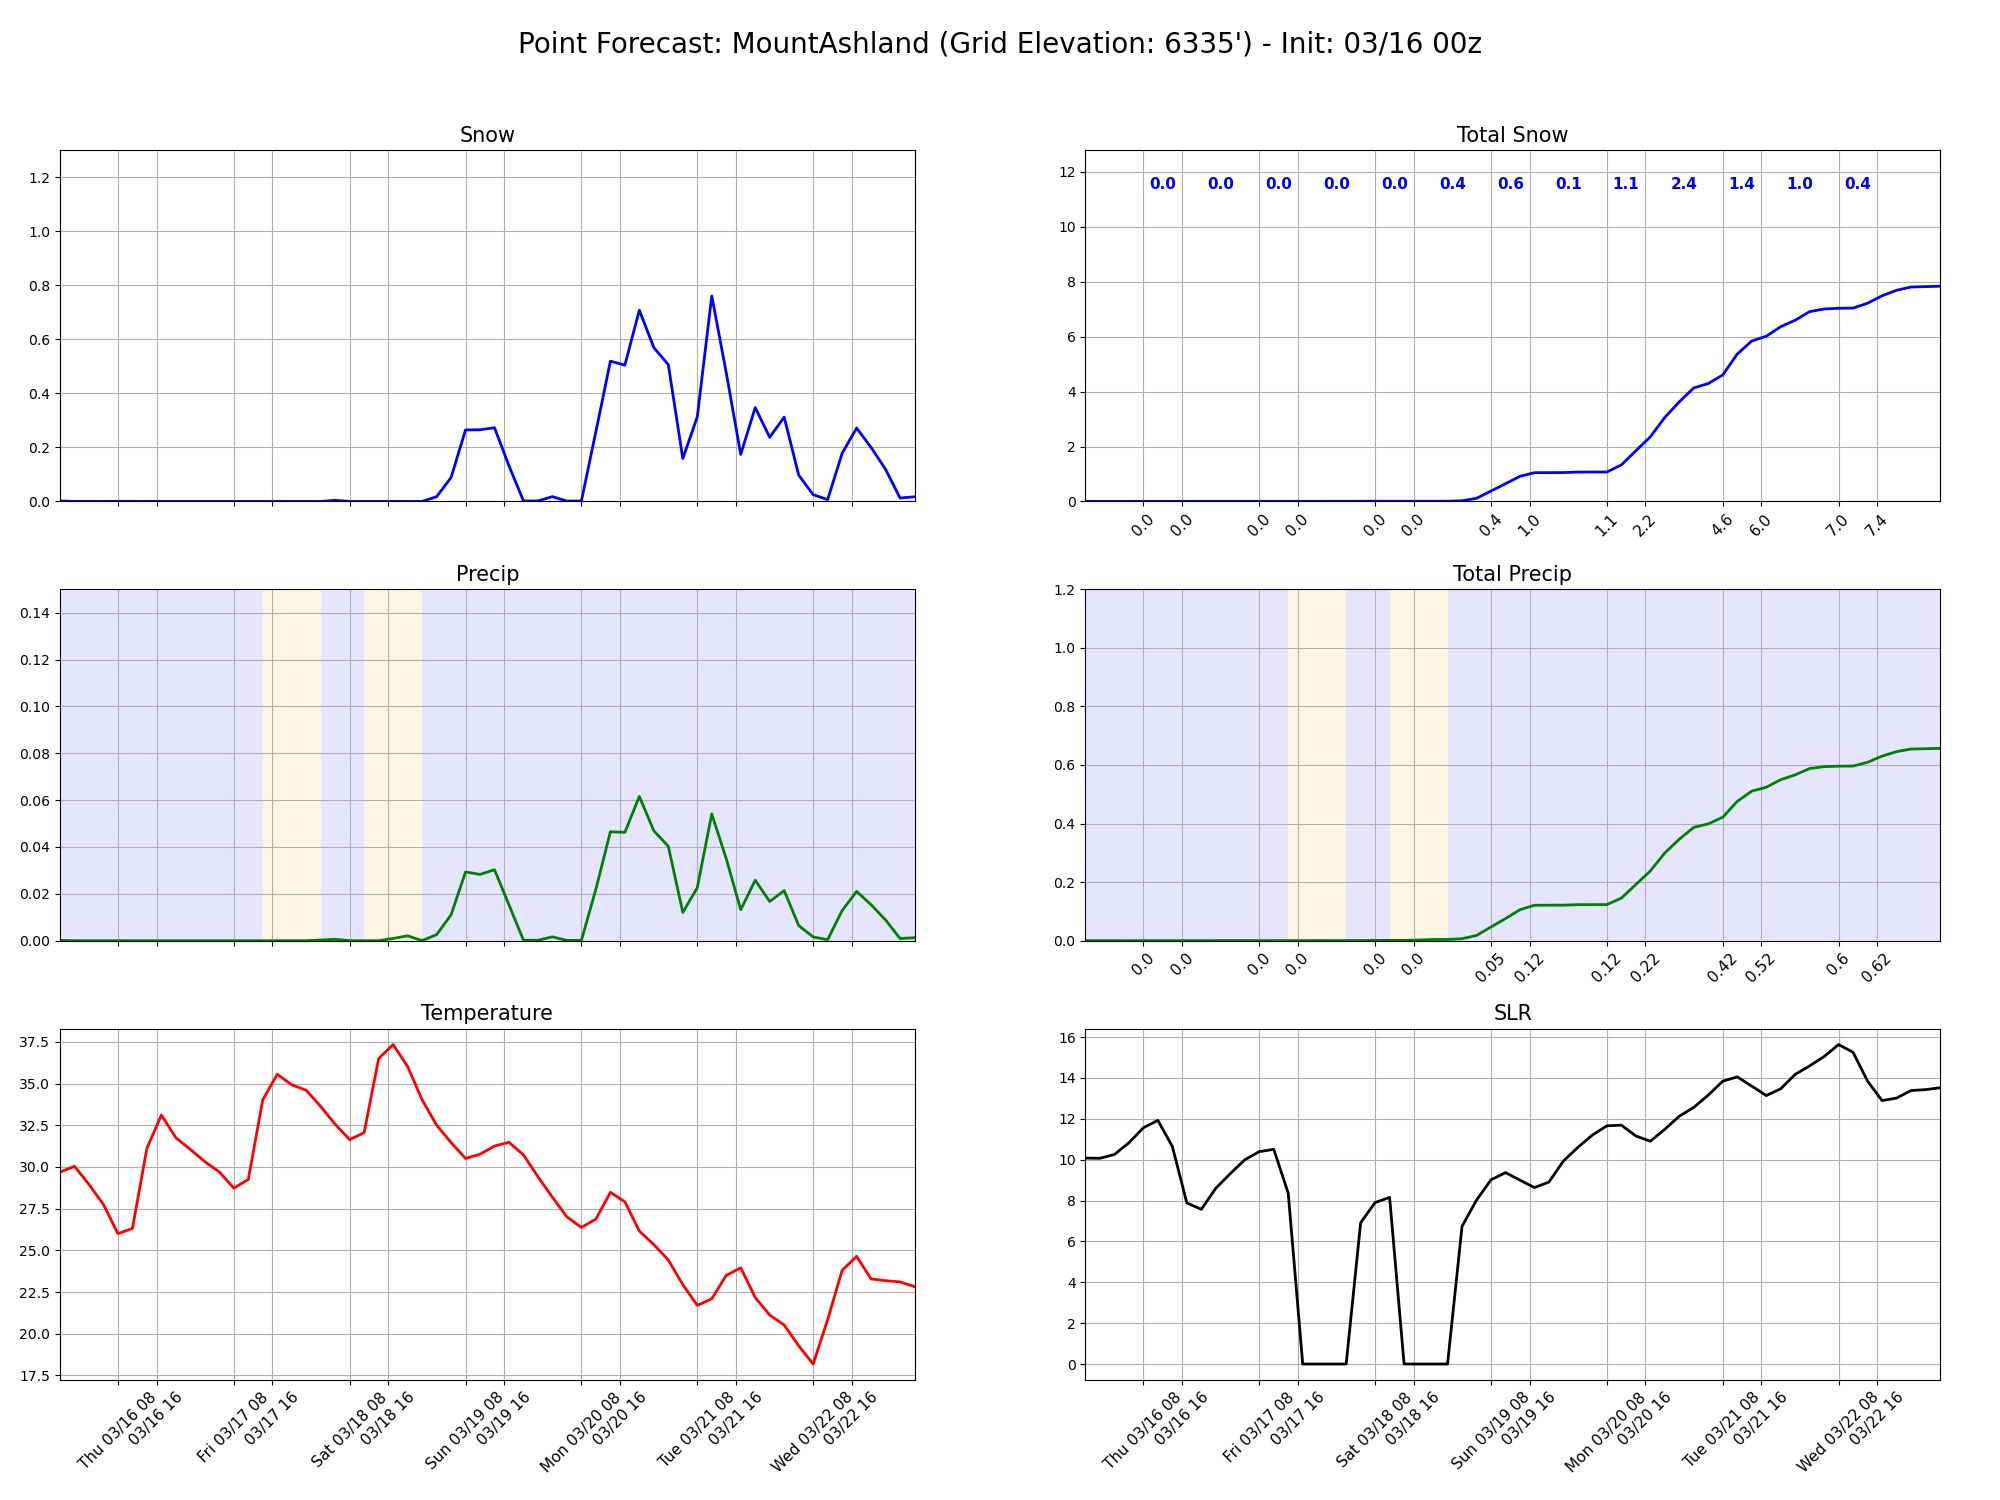 Point Forecast: MountAshland (Grid Elevation: 6335') - Init: 03/16 00z
Snow
1.2
1.0
0.8
0.6
0.4
0.2
0.0
Total Snow
12
10
8
6
4
2
0
0.0 0.0 0.0 0.0 0.0 0.4 0.6 0.1 1.1 2.4 1.4 1.0 0.4
0.0 0.0 0.0 0.0 0.0 0.0 0.4 1.0 1.1 2.2 4.6 6.0 7.0 7.4
Precip
0.14
0.12
0.10
0.08
0.06
0.04
0.02
0.00
Total Precip
1.2
1.0
0.8
0.6
0.4
0.2
0.0
0.0 0.0 0.0 0.0 0.0 0.0 0.05 0.12 0.12 0.22 0.42 0.52 0.6 0.62
Temperature
37.5
35.0
32.5
30.0
27.5
25.0
22.5
20.0
17.5
Thu 03/16 08
03/16 16
Fri 03/17 08
03/17 16
Sat 03/18 08
03/18 16
Sun 03/19 08
03/19 16
Mon 03/20 08
03/20 16
Tue 03/21 08
03/21 16
Wed 03/22 08
03/22 16
SLR
16
14
12
10
8
6
4
2
0
Thu 03/16 08
03/16 16
Fri 03/17 08
03/17 16
Sat 03/18 08
03/18 16
Sun 03/19 08
03/19 16
Mon 03/20 08
03/20 16
Tue 03/21 08
03/21 16
Wed 03/22 08
03/22 16